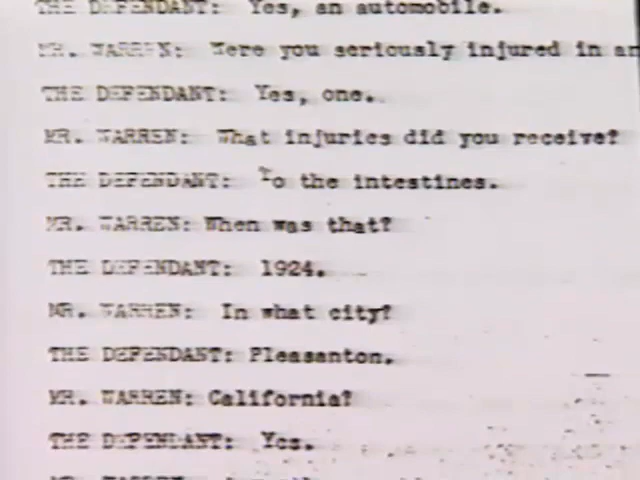 THE DEFENDANT: Yes, an automobile.
MR. WARREN: Were you seriously injured in an
THE DEFENDANT: Yes, one.
MR. WARREN: What injuries did you receive?
THE DEFENDANT: To the intestines.
MR. WARREN: When was that?
THE DEFENDANT: 1924.
MR. WARREN: In what city?
THE DEFENDANT: Pleasanton.
MR. WARREN: California?
THE DEFENDANT: Yes.
MR. WARREN: